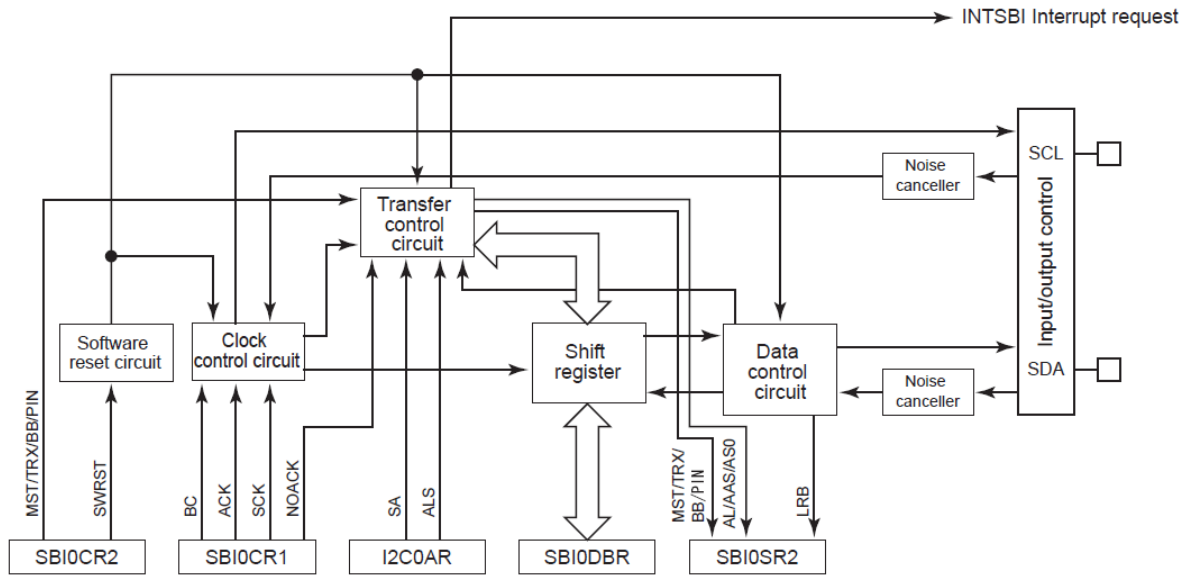 INTSBI Interrupt request
SCL
Noise
canceller
Input/output control
Transfer
control
circuit
Software
reset circuit
Clock
control circuit
Shift
register
Data
control
circuit
SDA
Noise
canceller
MST/TRX/BB/PIN
SWRST
BC
ACK
SCK
NOACK
SA
ALS
MST/TRX/
BB/PIN
AL/AAS/AS0
LRB
SBI0CR2
SBI0CR1
I2C0AR
SBI0DBR
SBI0SR2